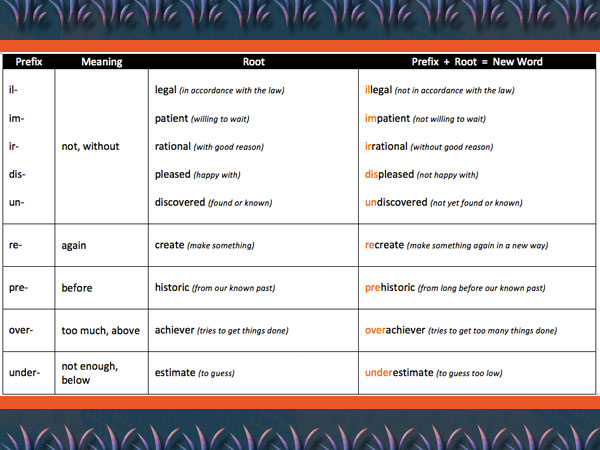 Prefix Meaning Root Prefix + Root = New Word
il- legal (in accordance with the law) illegal (not in accordance with the law)
im- patient (willing to wait) impatient (not willing to wait)
ir- not, without rational (with good reason) irrational (without good reason)
dis- pleased (happy with) displeased (not happy with)
un- discovered (found or known) undiscovered (not yet found or known)
re- again create (make something) recreate (make something again in a new way)
pre- before historic (from our known past) prehistoric (from long before our known past)
over- too much, above achiever (tries to get things done) overachiever (tries to get too many things done)
under- not enough, below estimate (to guess) underestimate (to guess too low)